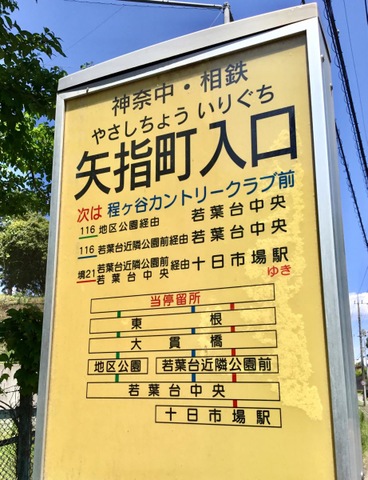 神奈中・相鉄
やさしちょう いりぐち
矢指町入口
次は 程ヶ谷カントリークラブ前
116 地区公園経由 若葉台中央
116 若葉台近隣公園前経由 若葉台中央
境21 若葉台近隣公園前 若葉台中央 経由 十日市場駅
ゆき
当停留所
東根
大貫橋
地区公園 若葉台近隣公園前
若葉台中央
十日市場駅